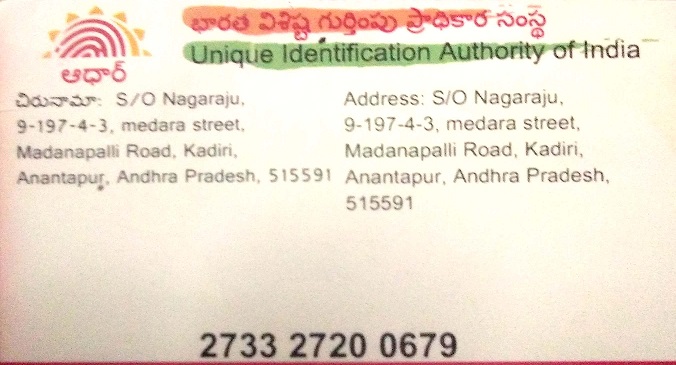 భారత విశిష్ట గుర్తింపు ప్రాధికార సంస్థ
Unique Identification Authority of India
ఆధార్
చిరునామా: S/O Nagaraju,
9-197-4-3, medara street,
Madanapalli Road, Kadiri,
Anantapur, Andhra Pradesh, 515591
Address: S/O Nagaraju,
9-197-4-3, medara street,
Madanapalli Road, Kadiri,
Anantapur, Andhra Pradesh,
515591
2733 2720 0679